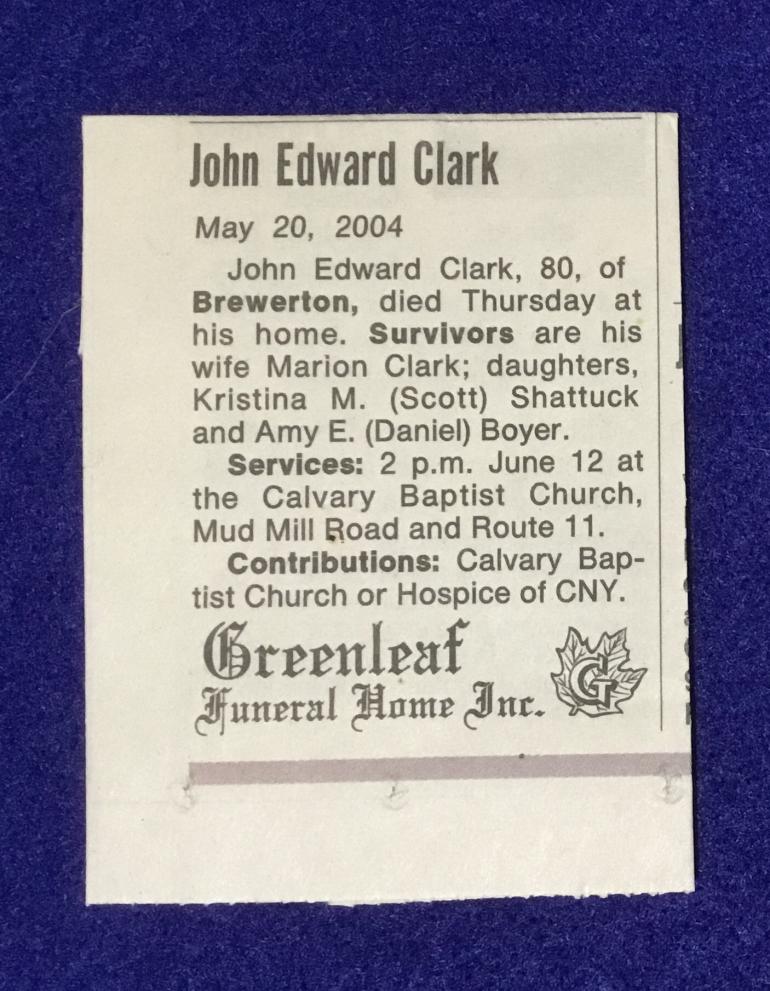 John Edward Clark
May 20, 2004
John Edward Clark, 80, of
Brewerton, died Thursday at
his home. Survivors are his
wife Marion Clark; daughters,
Kristina M. (Scott) Shattuck
and Amy E. (Daniel) Boyer.
Services: 2 p.m. June 12 at
the Calvary Baptist Church,
Mud Mill Road and Route 11.
Contributions: Calvary Bap-
tist Church or Hospice of CNY.
Greenleaf
Funeral Home Inc.
G